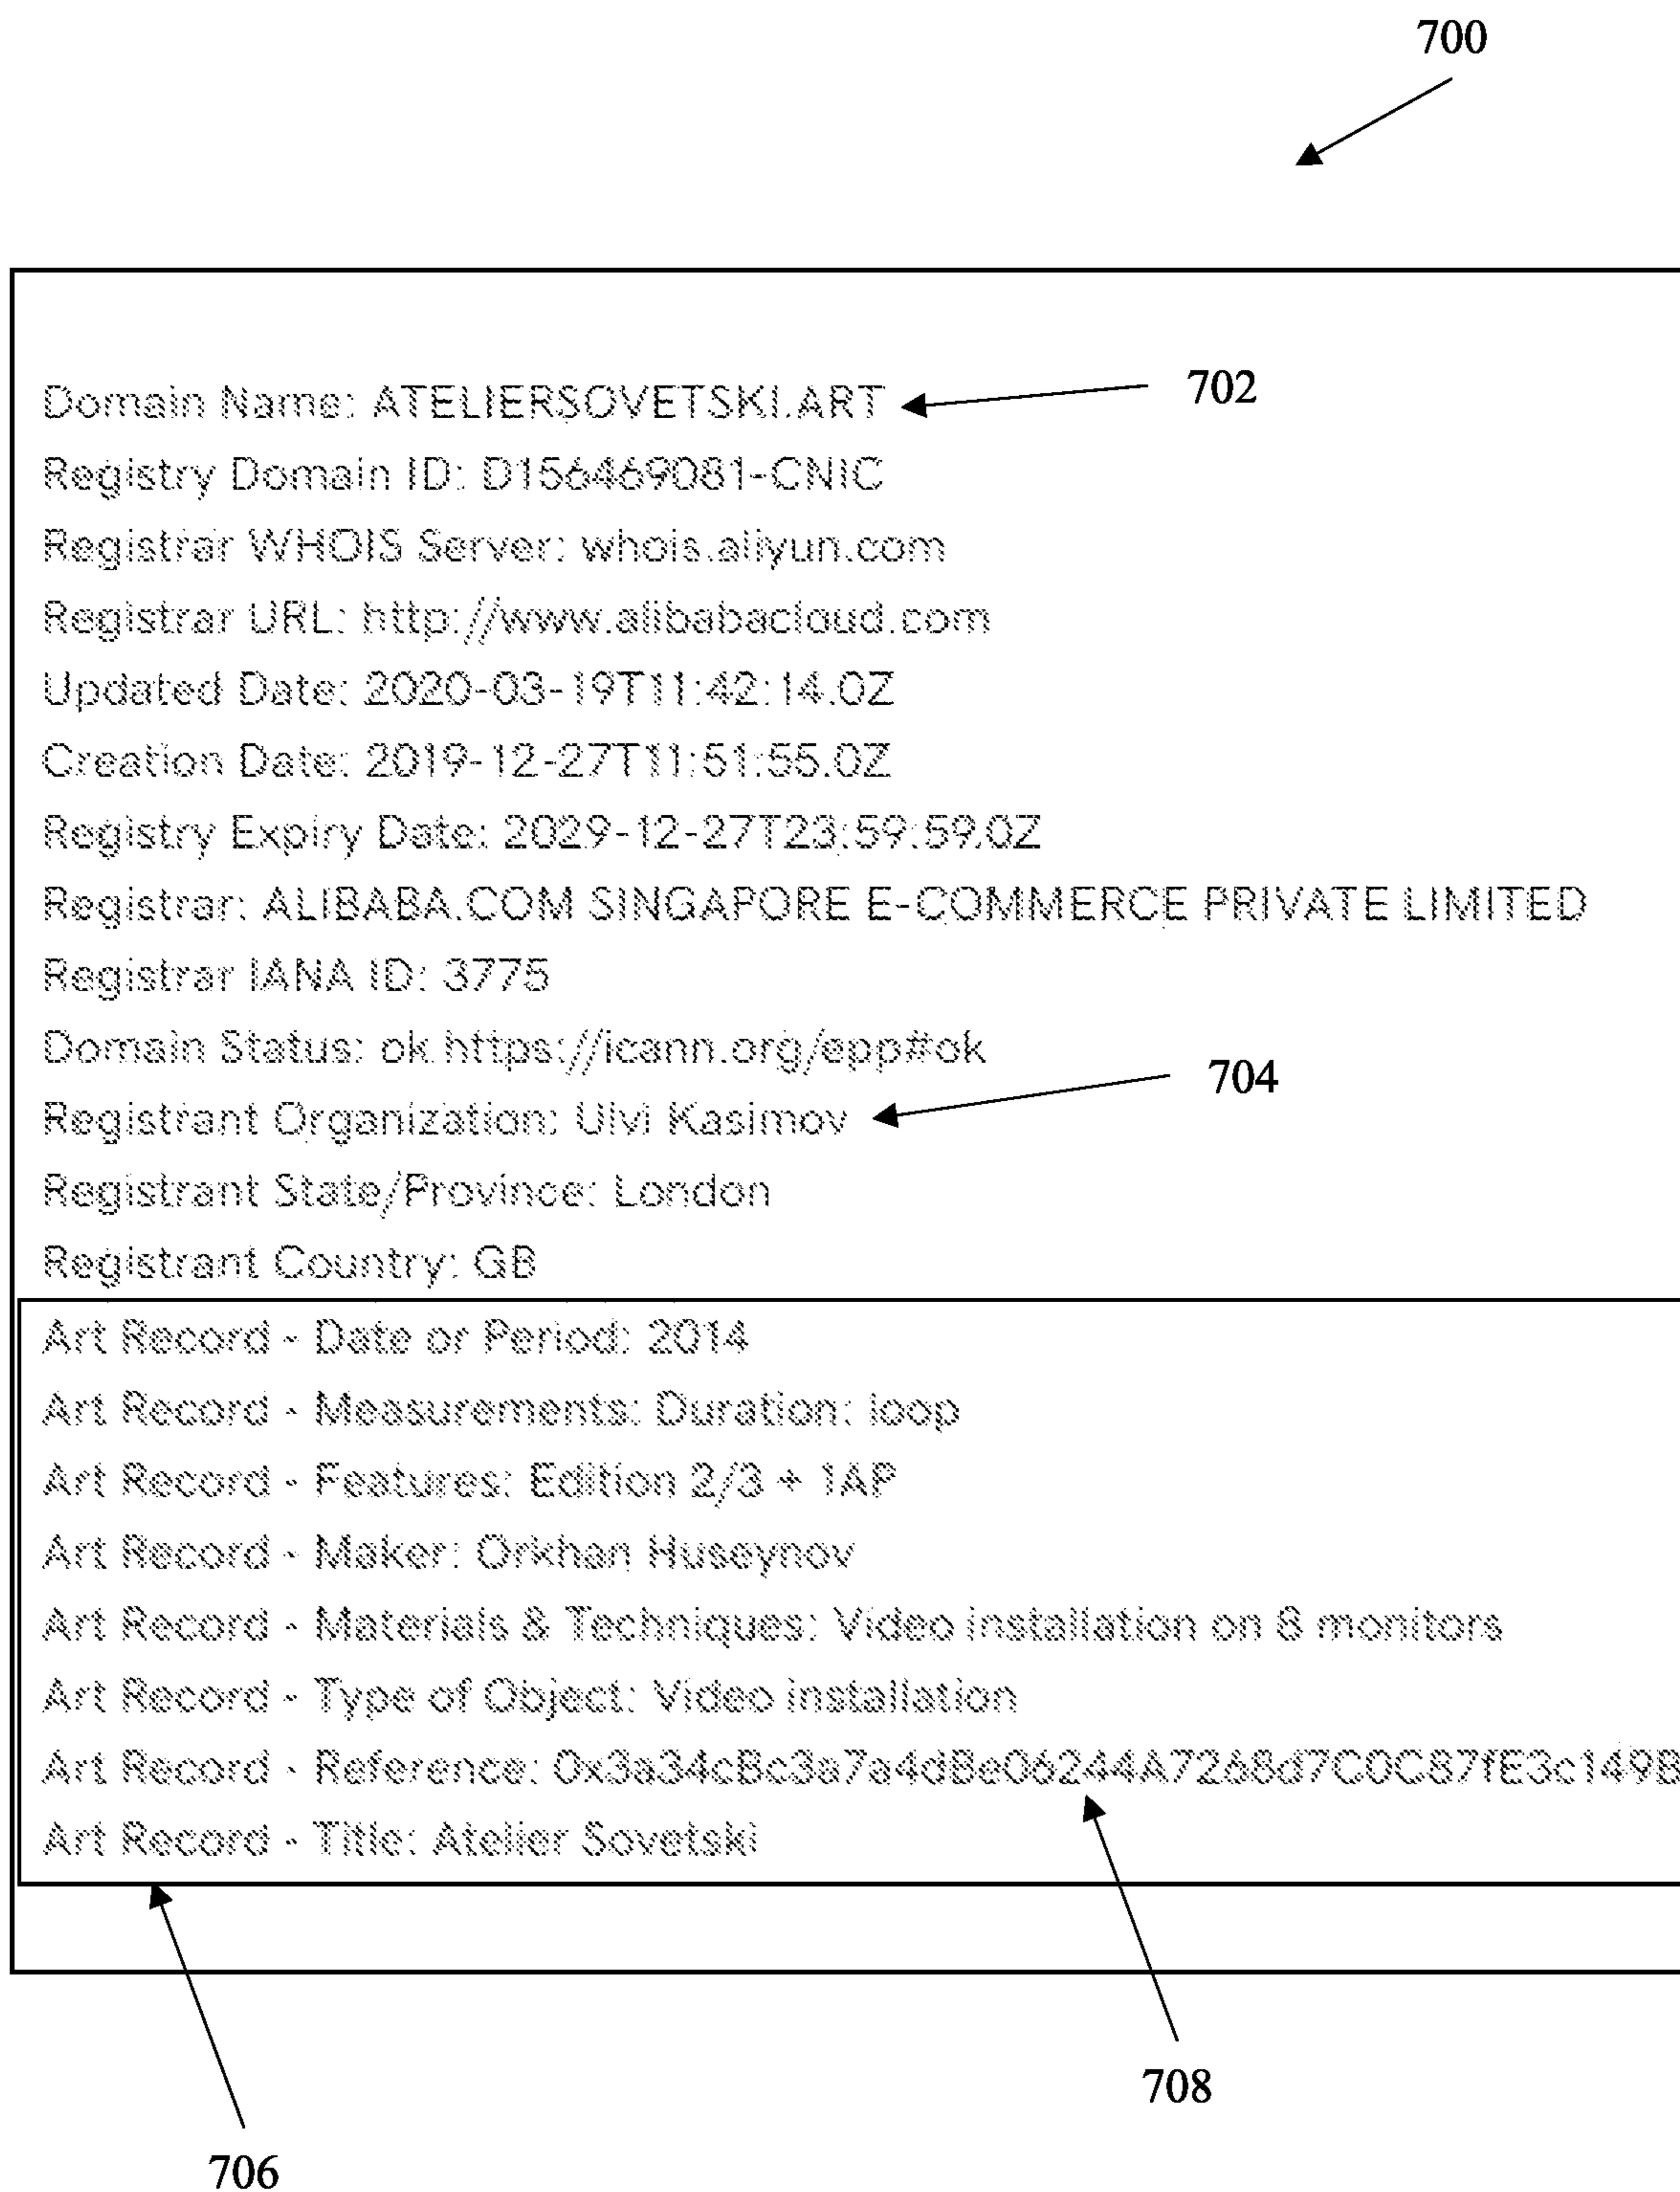 700
Domain Name: ATELIERSOVETSKI.ART
702
Registry Domain ID: D156469081-CNIC
Registrar WHOIS Server: whois.aliyun.com
Registrar URL: http://www.alibabacloud.com
Updated Date: 2020-03-19T11:42:14.0Z
Creation Date: 2019-12-27T11:51:55.0Z
Registry Expiry Date: 2029-12-27T23:59:59.0Z
Registrar: ALIBABA.COM SINGAPORE E-COMMERCE PRIVATE LIMITED
Registrar IANA ID: 3775
Domain Status: ok https://icann.org/epp#ok
704
Registrant Organization: Ulvi Kasimov
Registrant State/Province: London
Registrant Country: GB
Art Record - Date or Period: 2014
Art Record - Measurements: Duration: loop
Art Record - Features: Edition 2/3 + 1AP
Art Record - Maker: Orkhan Huseynov
Art Record - Materials & Techniques: Video installation on 8 monitors
Art Record - Type of Object: Video installation
Art Record - Reference:
Art Record - Title: Atelier Sovetski
708
706